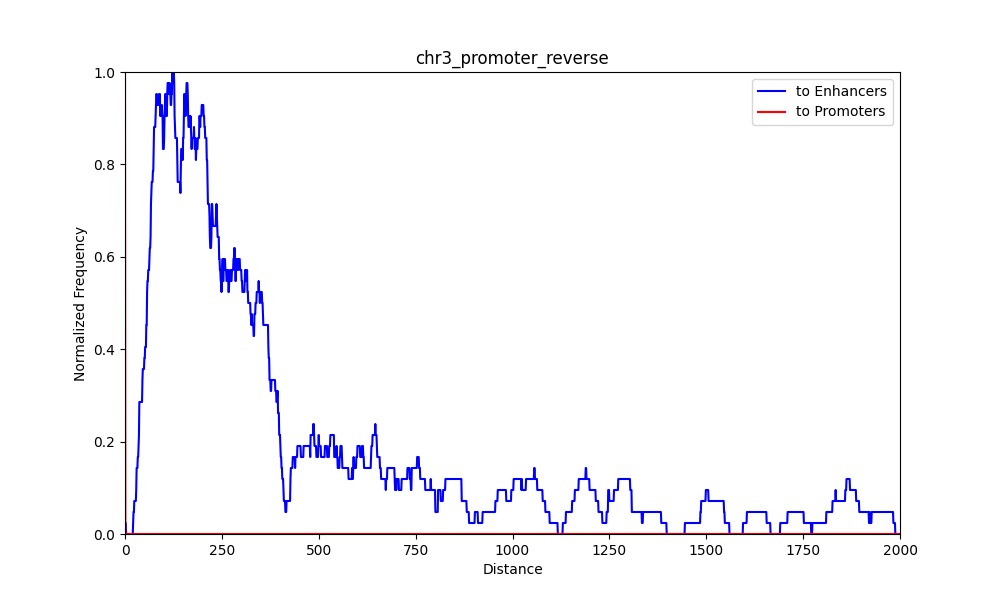 chr3_promoter_reverse
to Enhancers
to Promoters
Normalized Frequency
1.0
0.8
0.6
0.4
0.2
0.0
0 250 500 750 1000 1250 1500 1750 2000
Distance